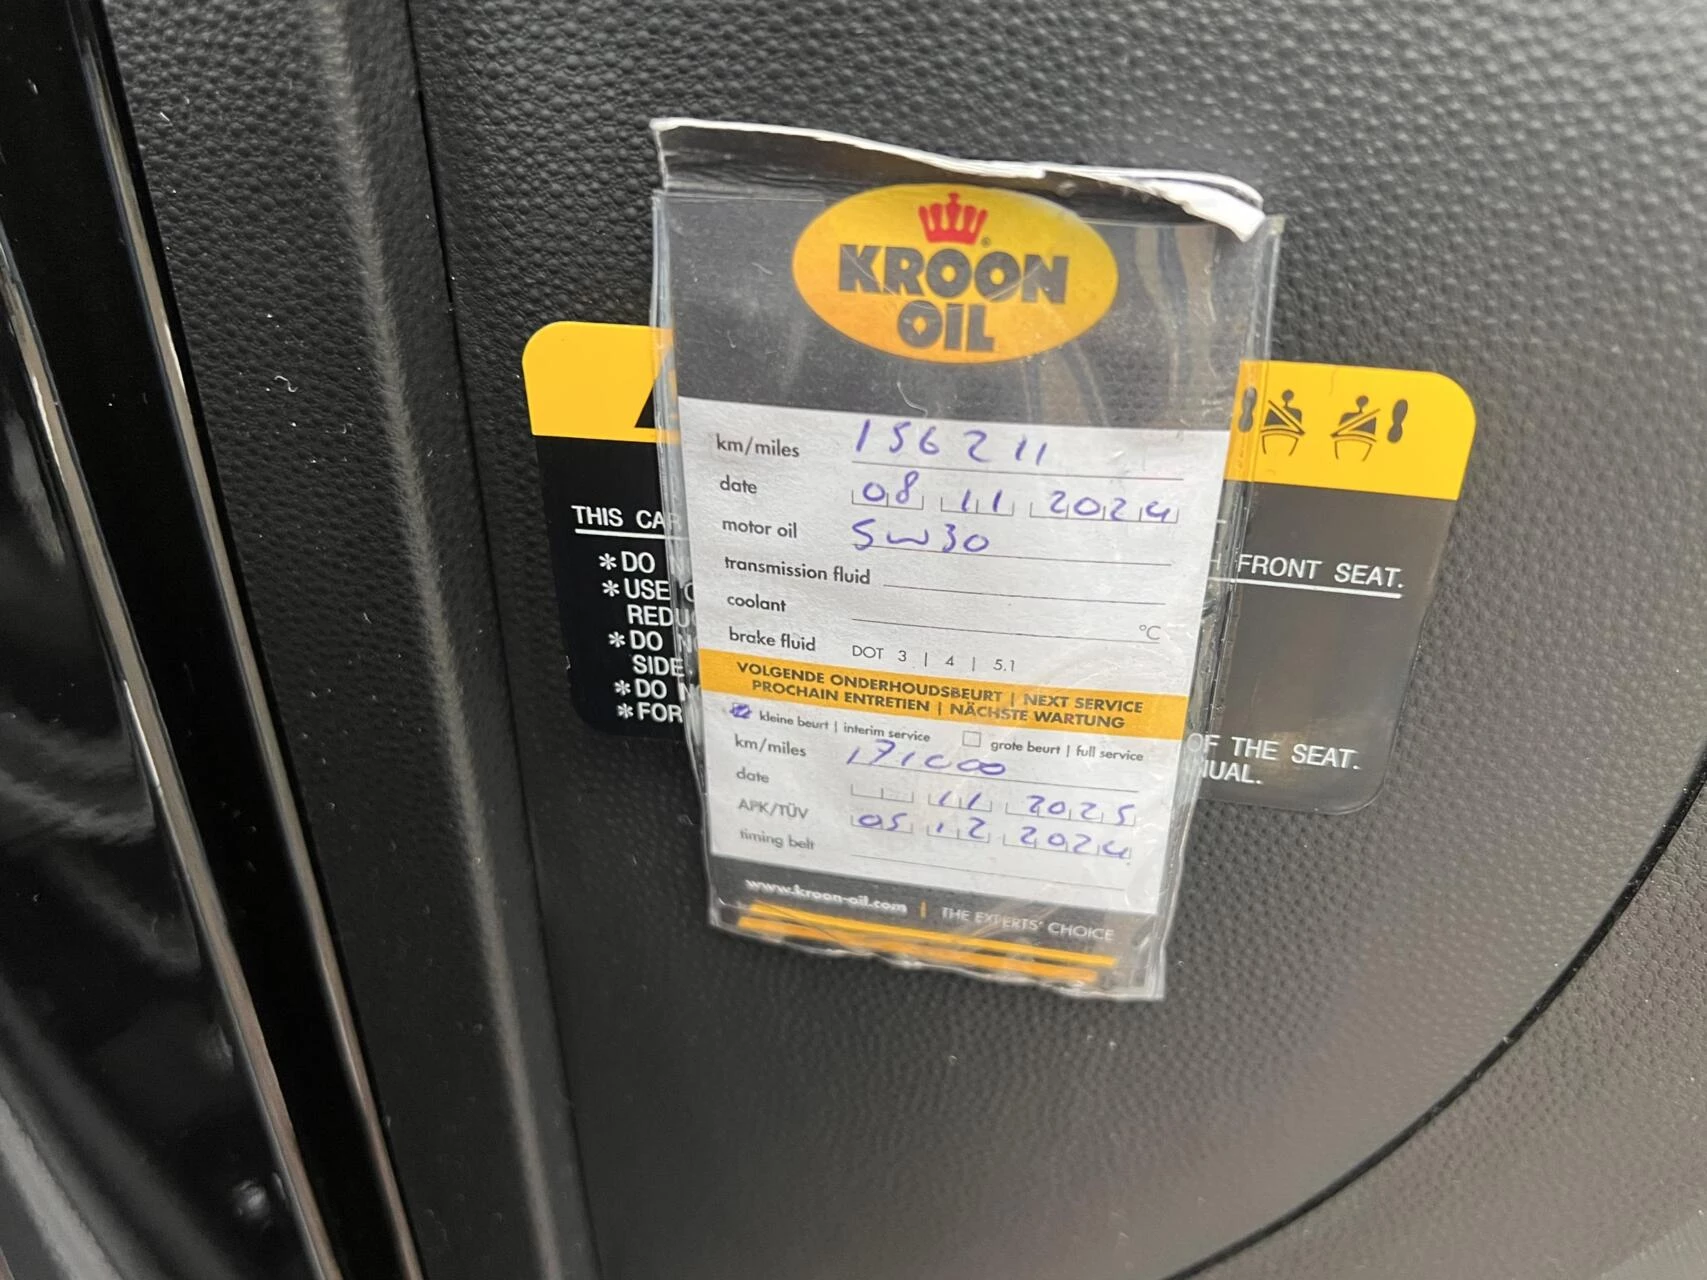 KROON
OIL
km/miles 156211
date 08 11 2024
motor oil 5w30
transmission fluid
coolant °C
brake fluid DOT 3 | 4 | 5.1
VOLGENDE ONDERHOUDSBEURT | NEXT SERVICE
PROCHAIN ENTRETIEN | NÄCHSTE WARTUNG
kleine beurt | interim service grote beurt | full service
km/miles 171000
date 11 2025
APK/TÜV 05 12 2024
timing belt
www.kroon-oil.com | THE EXPERTS' CHOICE
THIS CA
FRONT SEAT.
*DO
*USE
REDU
*DO
SIDE
OF THE SEAT.
*DO
*FOR